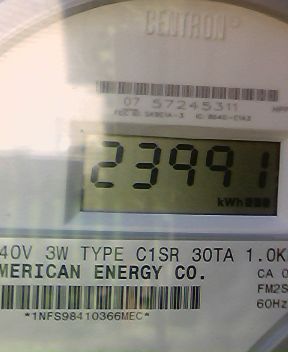 CENTRON®
07 57245311
23991
kWh
40V 3W TYPE C1SR 30TA 1.0K
MERICAN ENERGY CO.
CA 0
FM2S
60Hz
*1NFS98410366MEC*